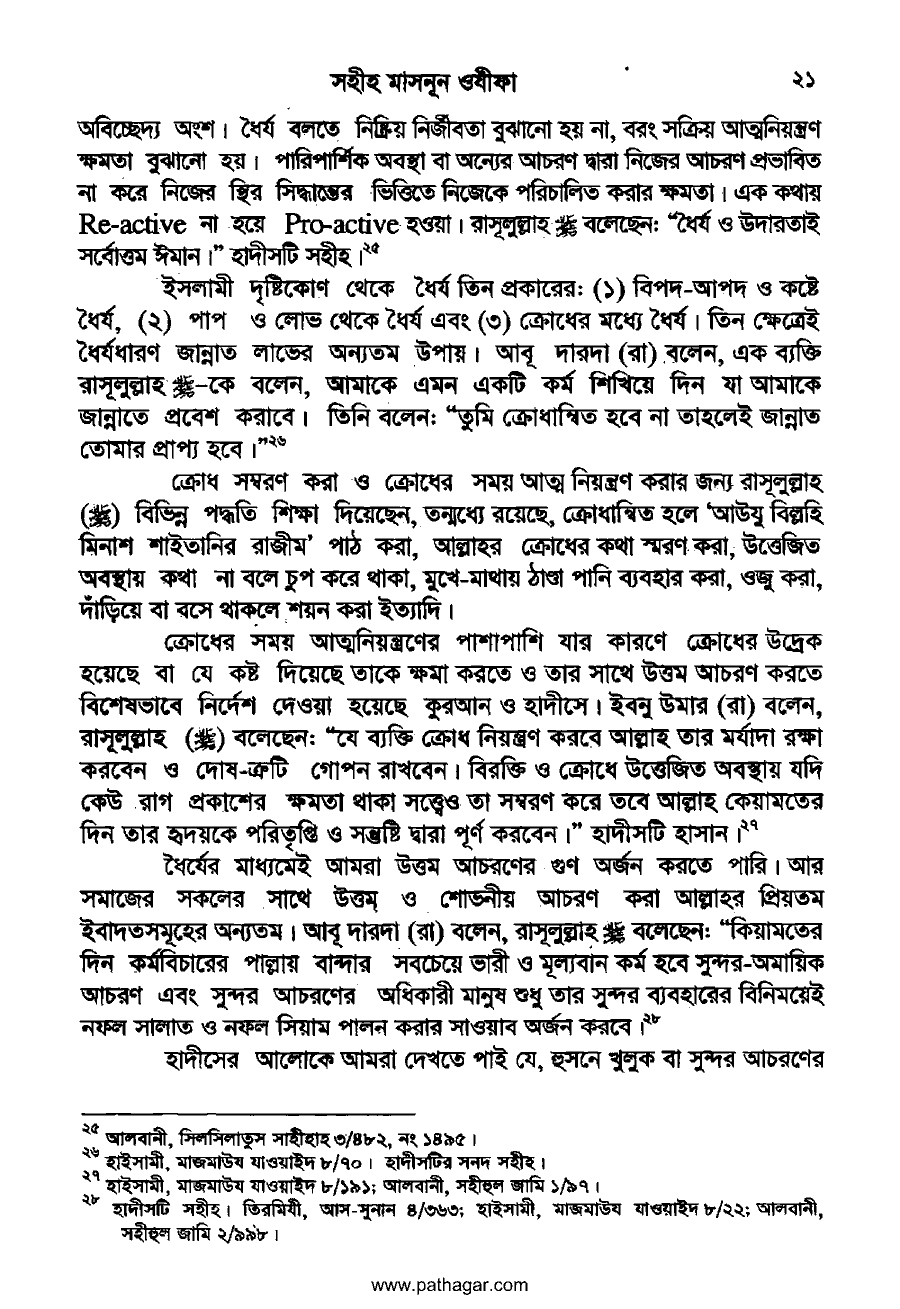 সহীহ মাসনূন ওযীফা ২১
অবিচ্ছেদ্য অংশ। ধৈর্য বলতে নিষ্ক্রিয় নির্জীবতা বুঝানো হয় না, বরং সক্রিয় আত্মনিয়ন্ত্রণ
ক্ষমতা বুঝানো হয়। পারিপার্শিক অবস্থা বা অন্যের আচরণ দ্বারা নিজের আচরণ প্রভাবিত
না করে নিজের স্থির সিদ্ধান্তের ভিত্তিতে নিজেকে পরিচালিত করার ক্ষমতা। এক কথায়
Re-active না হয়ে Pro-active হওয়া। রাসূলুল্লাহ ﷺ বলেছেন: “ধৈর্য ও উদারতাই
সর্বোত্তম ঈমান।” হাদীসটি সহীহ।২৫
ইসলামী দৃষ্টিকোণ থেকে ধৈর্য তিন প্রকারের: (১) বিপদ-আপদ ও কষ্টে
ধৈর্য, (২) পাপ ও লোভ থেকে ধৈর্য এবং (৩) ক্রোধের মধ্যে ধৈর্য। তিন ক্ষেত্রেই
ধৈর্যধারণ জান্নাত লাভের অন্যতম উপায়। আবূ দারদা (রা) বলেন, এক ব্যক্তি
রাসূলুল্লাহ ﷺ-কে বলেন, আমাকে এমন একটি কর্ম শিখিয়ে দিন যা আমাকে
জান্নাতে প্রবেশ করাবে। তিনি বলেন: “তুমি ক্রোধান্বিত হবে না তাহলেই জান্নাত
তোমার প্রাপ্য হবে।”২৬
ক্রোধ সম্বরণ করা ও ক্রোধের সময় আত্ম নিয়ন্ত্রণ করার জন্য রাসূলুল্লাহ
(ﷺ) বিভিন্ন পদ্ধতি শিক্ষা দিয়েছেন, তন্মধ্যে রয়েছে, ক্রোধান্বিত হলে ‘আউযু বিল্লহি
মিনাশ শাইতানির রাজীম’ পাঠ করা, আল্লাহর ক্রোধের কথা স্মরণ করা, উত্তেজিত
অবস্থায় কথা না বলে চুপ করে থাকা, মুখে-মাথায় ঠাণ্ডা পানি ব্যবহার করা, ওজু করা,
দাঁড়িয়ে বা বসে থাকলে শয়ন করা ইত্যাদি।
ক্রোধের সময় আত্মনিয়ন্ত্রণের পাশাপাশি যার কারণে ক্রোধের উদ্রেক
হয়েছে বা যে কষ্ট দিয়েছে তাকে ক্ষমা করতে ও তার সাথে উত্তম আচরণ করতে
বিশেষভাবে নির্দেশ দেওয়া হয়েছে কুরআন ও হাদীসে। ইবনু উমার (রা) বলেন,
রাসূলুল্লাহ (ﷺ) বলেছেন: “যে ব্যক্তি ক্রোধ নিয়ন্ত্রণ করবে আল্লাহ তার মর্যাদা রক্ষা
করবেন ও দোষ-ত্রুটি গোপন রাখবেন। বিরক্তি ও ক্রোধে উত্তেজিত অবস্থায় যদি
কেউ রাগ প্রকাশের ক্ষমতা থাকা সত্ত্বেও তা সম্বরণ করে তবে আল্লাহ কেয়ামতের
দিন তার হৃদয়কে পরিতৃপ্তি ও সন্তুষ্টি দ্বারা পূর্ণ করবেন।” হাদীসটি হাসান।২৭
ধৈর্যের মাধ্যমেই আমরা উত্তম আচরণের গুণ অর্জন করতে পারি। আর
সমাজের সকলের সাথে উত্তম ও শোভনীয় আচরণ করা আল্লাহর প্রিয়তম
ইবাদতসমূহের অন্যতম। আবূ দারদা (রা) বলেন, রাসূলুল্লাহ ﷺ বলেছেন: “কিয়ামতের
দিন কর্মবিচারের পাল্লায় বান্দার সবচেয়ে ভারী ও মূল্যবান কর্ম হবে সুন্দর-অমায়িক
আচরণ এবং সুন্দর আচরণের অধিকারী মানুষ শুধু তার সুন্দর ব্যবহারের বিনিময়েই
নফল সালাত ও নফল সিয়াম পালন করার সাওয়াব অর্জন করবে।২৮
হাদীসের আলোকে আমরা দেখতে পাই যে, হুসনে খুলুক বা সুন্দর আচরণের
২৫ আলবানী, সিলসিলাতুস সাহীহাহ ৩/৪৮২, নং ১৪৯৫।
২৬ হাইসামী, মাজমাউয যাওয়াইদ ৮/৭০। হাদীসটির সনদ সহীহ।
২৭ হাইসামী, মাজমাউয যাওয়াইদ ৮/১৯১; আলবানী, সহীহুল জামি ১/৯৭।
২৮ হাদীসটি সহীহ। তিরমিযী, আস-সুনান ৪/৩৬৩; হাইসামী, মাজমাউয যাওয়াইদ ৮/২২; আলবানী,
সহীহুল জামি ২/৯৯৮।
www.pathagar.com